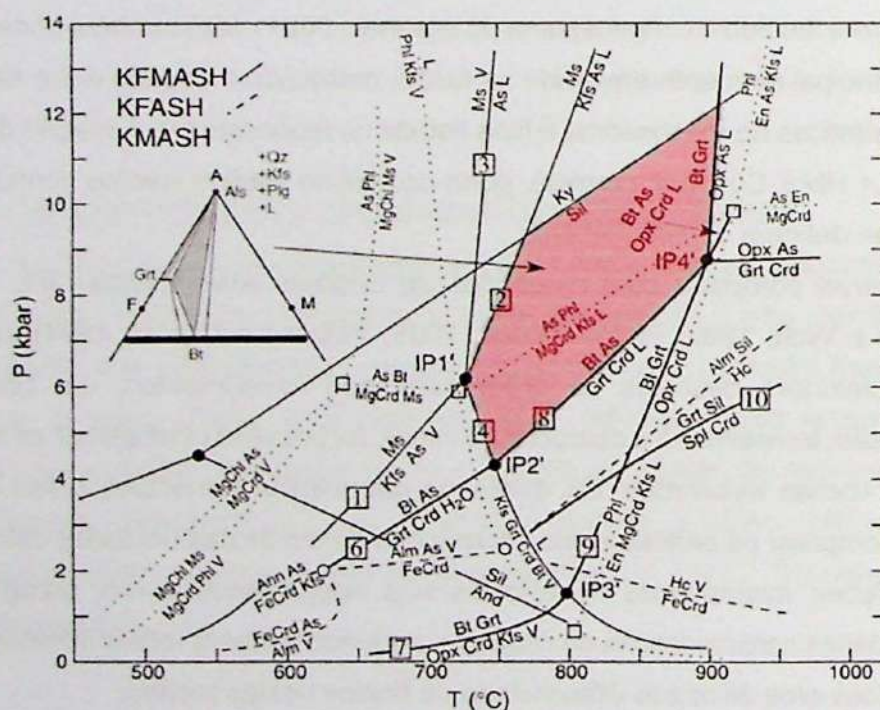 KFMASH
KFASH
KMASH
A
Als
+Qz
+Kfs
+Pld
+L
Grt
F
M
Bt
P (kbar)
14
12
10
8
6
4
2
0
Phl Kfs V
L
As Phl
MgChl Ms V
Ms
As L
3
Ms
Kfs As L
Phl
En As Ms L
Ky
Sil
Bt As
Opx Crd L
Bt Grt
Opx As L
As En
MgCrd
IP4'
Opx As
Grt Crd
2
As Phl
MgCrd Kfs L
Bt As
Grt Crd L
Bt Grt
Opx Crd L
IP1'
As Bt
MgCrd Ms
Alm Sil
Hc
Grt Sil
Spl Crd
10
8
4
Ms
Kfs As V
1
MgChl As
MgCrd V
IP2'
Bt As
Grt Crd H₂O
6
Kfs Grt Crd Bt V
Phl
En MgCrd Kfs L
9
Alm As V
FeCrd
Ann As
FeCrd Kfs
MgChl Ms
MgCrd Phl V
Sil
And
Hc V
FeCrd
IP3'
FeCrd As
Alm V
Bt Grt
Opx Crd Kfs V
7
500
600
700
800
900
1000
T (°C)